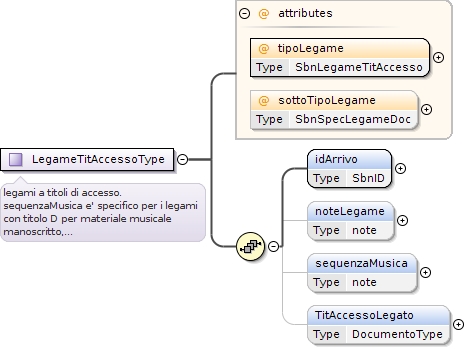 @ attributes
@ tipoLegame
Type SbnLegameTitAccesso
@ sottoTipoLegame
Type SbnSpecLegameDoc
LegameTitAccessoType
legami a titoli di accesso.
sequenzaMusica e' specifico per i legami
con titolo D per materiale musicale
manoscritto,...
idArrivo
Type SbnID
noteLegame
Type note
sequenzaMusica
Type note
TitAccessoLegato
Type DocumentoType